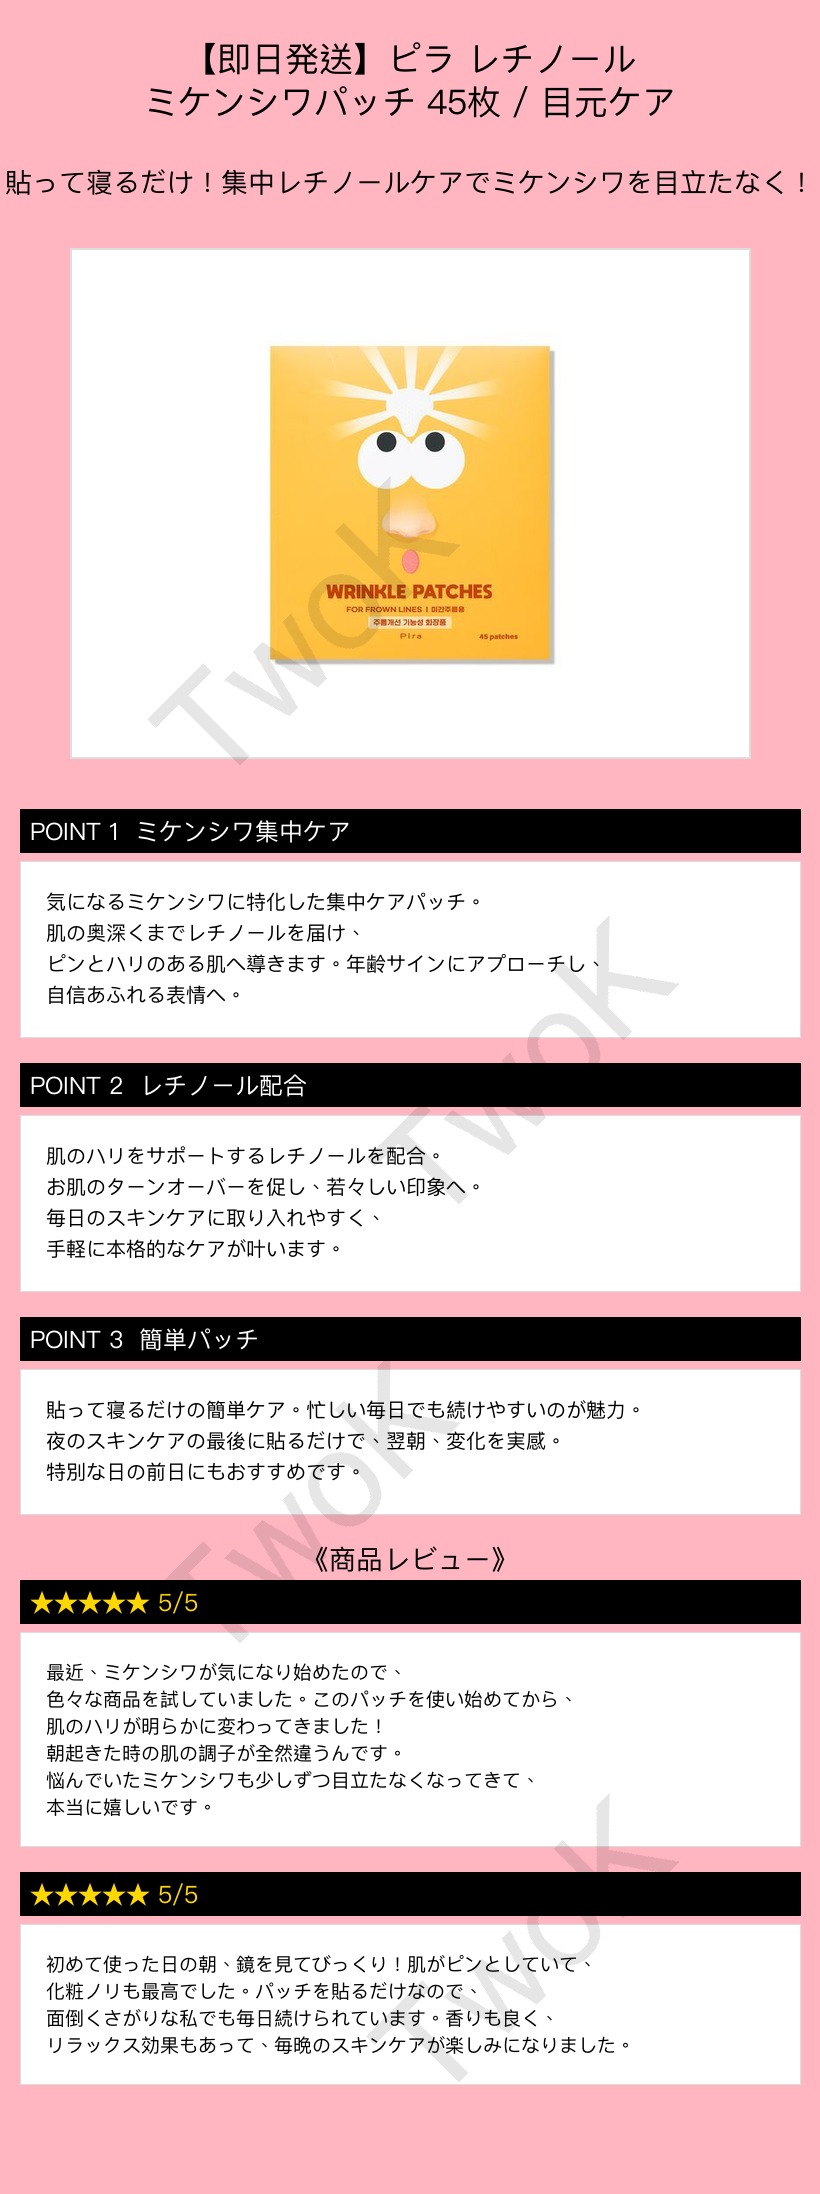 【即日発送】ピラ レチノール
ミケンシワパッチ 45枚 / 目元ケア
貼って寝るだけ！集中レチノールケアでミケンシワを目立たなく！
WRINKLE PATCHES
FOR FROWN LINES | 미간주름용
주름개선 기능성 화장품
Pira
45 patches
TwoK
POINT 1 ミケンシワ集中ケア
気になるミケンシワに特化した集中ケアパッチ。
肌の奥深くまでレチノールを届け、
ピンとハリのある肌へ導きます。年齢サインにアプローチし、
自信あふれる表情へ。
TwoK
POINT 2 レチノール配合
肌のハリをサポートするレチノールを配合。
お肌のターンオーバーを促し、若々しい印象へ。
毎日のスキンケアに取り入れやすく、
手軽に本格的なケアが叶います。
POINT 3 簡単パッチ
貼って寝るだけの簡単ケア。忙しい毎日でも続けやすいのが魅力。
夜のスキンケアの最後に貼るだけで、翌朝、変化を実感。
特別な日の前日にもおすすめです。
TwoK
《商品レビュー》
★★★★★ 5/5
最近、ミケンシワが気になり始めたので、
色々な商品を試していました。このパッチを使い始めてから、
肌のハリが明らかに変わってきました！
朝起きた時の肌の調子が全然違うんです。
悩んでいたミケンシワも少しずつ目立たなくなってきて、
本当に嬉しいです。
★★★★★ 5/5
初めて使った日の朝、鏡を見てびっくり！肌がピンとしていて、
化粧ノリも最高でした。パッチを貼るだけなので、
面倒くさがりな私でも毎日続けられています。香りも良く、
リラックス効果もあって、毎晩のスキンケアが楽しみになりました。
TwoK